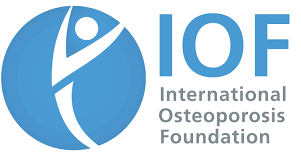 IOF
International
Osteoporosis
Foundation